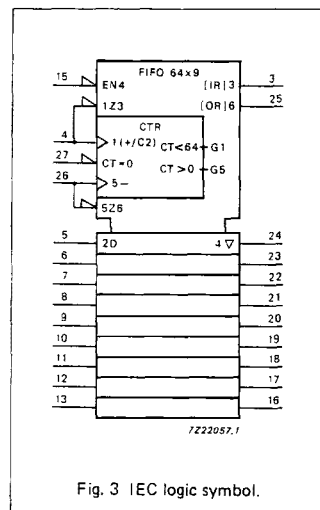 FIFO 64x9
15 EN4 [IR] 3 3
1Z3 [OR] 6 25
CTR
4 1(+/C2) CT<64 G1
27 CT=0 CT>0 G5
26 5−
5Z6
5 2D 4 ▽ 24
6 23
7 22
8 21
9 20
10 19
11 18
12 17
13 16
7Z22057.1
Fig. 3 IEC logic symbol.